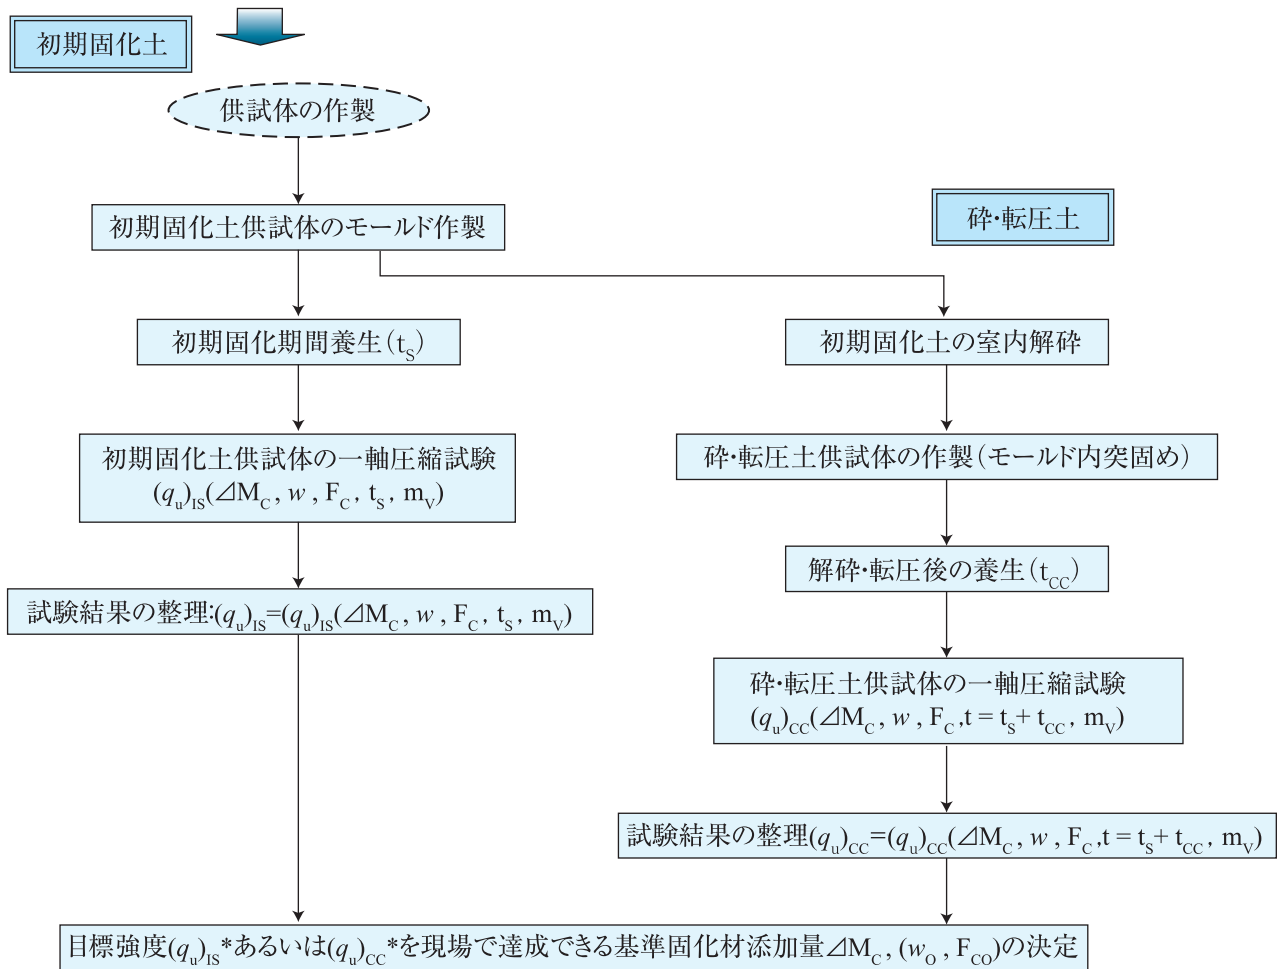 初期固化土
供試体の作製
初期固化土供試体のモールド作製
砕・転圧土
初期固化期間養生(tS)
初期固化土の室内解砕
初期固化土供試体の一軸圧縮試験
(qu)IS(⊿MC, w , FC, tS, mV)
砕・転圧土供試体の作製(モールド内突固め)
解砕・転圧後の養生(tCC)
試験結果の整理:(qu)IS=(qu)IS(⊿MC, w , FC, tS, mV)
砕・転圧土供試体の一軸圧縮試験
(qu)CC(⊿MC, w , FC,t = tS+ tCC, mV)
試験結果の整理(qu)CC=(qu)CC(⊿MC, w , FC,t = tS+ tCC, mV)
目標強度(qu)IS*あるいは(qu)CC*を現場で達成できる基準固化材添加量⊿MC, (wO , FCO)の決定